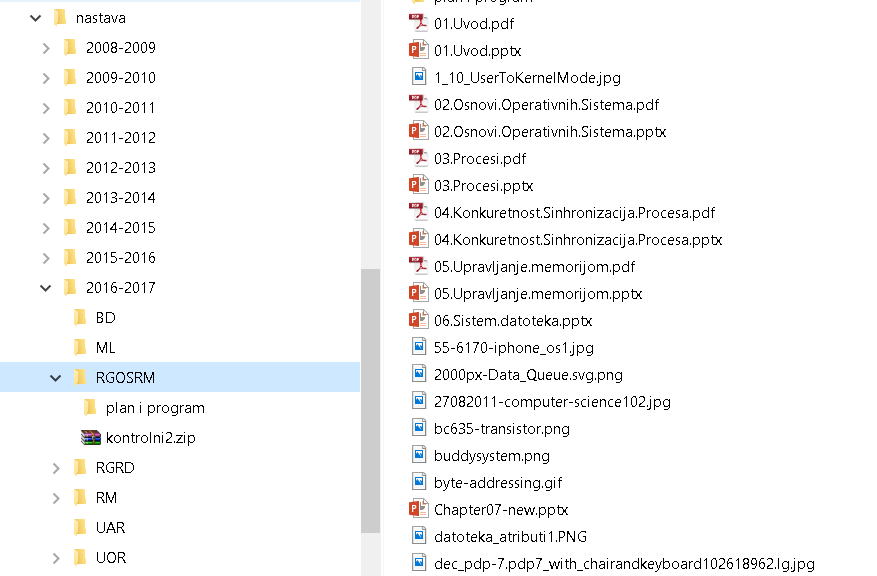 nastava
2008-2009
2009-2010
2010-2011
2011-2012
2012-2013
2013-2014
2014-2015
2015-2016
2016-2017
BD
ML
RGOSRM
plan i program
kontrolni2.zip
RGRD
RM
UAR
UOR
plan i program
01.Uvod.pdf
01.Uvod.pptx
1_10_UserToKernelMode.jpg
02.Osnovi.Operativnih.Sistema.pdf
02.Osnovi.Operativnih.Sistema.pptx
03.Procesi.pdf
03.Procesi.pptx
04.Konkuretnost.Sinhronizacija.Procesa.pdf
04.Konkuretnost.Sinhronizacija.Procesa.pptx
05.Upravljanje.memorijom.pdf
05.Upravljanje.memorijom.pptx
06.Sistem.datoteka.pptx
55-6170-iphone_os1.jpg
2000px-Data_Queue.svg.png
27082011-computer-science102.jpg
bc635-transistor.png
buddysystem.png
byte-addressing.gif
Chapter07-new.pptx
datoteka_atributi1.PNG
dec_pdp-7.pdp7_with_chairandkeyboard102618962.lg.jpg